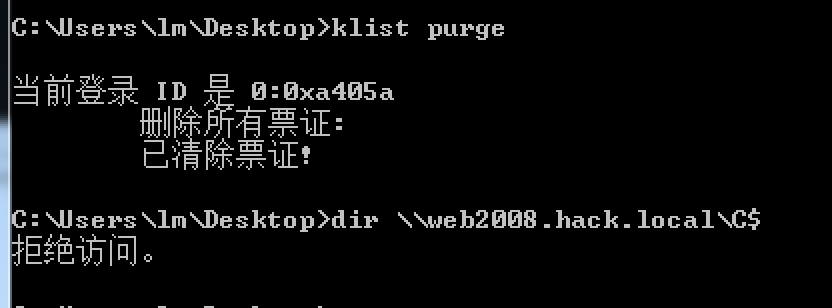 C:\Users\lm\Desktop>klist purge
当前登录 ID 是 0:0xa405a
删除所有票证:
已清除票证!
C:\Users\lm\Desktop>dir \\web2008.hack.local\C$
拒绝访问。